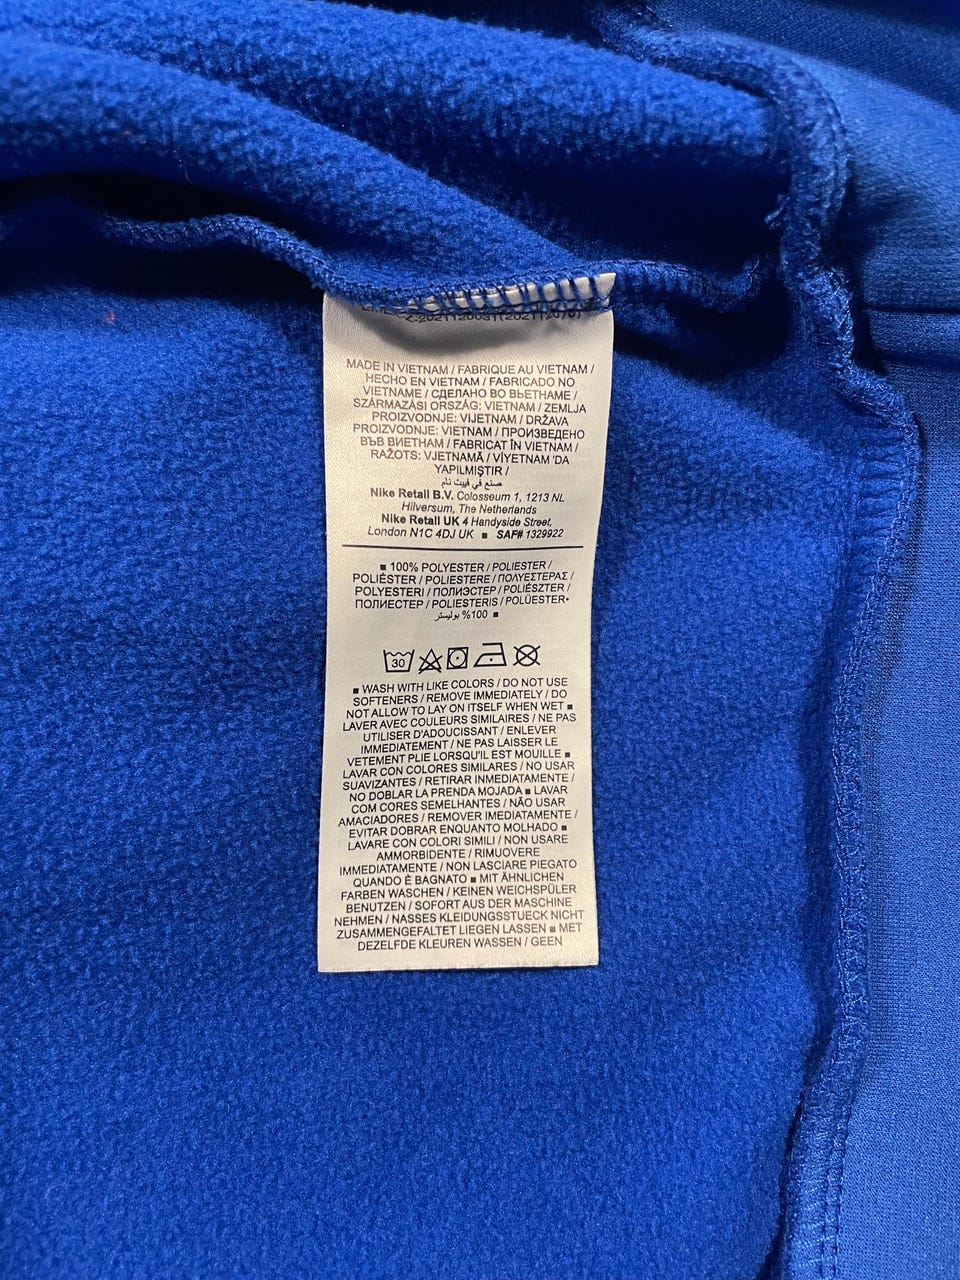 MADE IN VIETNAM / FABRIQUE AU VIETNAM /
HECHO EN VIETNAM / FABRICADO NO
VIETNAME / СДЕЛАНО ВО ВЬЕТНАМЕ /
SZÁRMAZÁSI ORSZÁG: VIETNAM / ZEMLJA
PROIZVODNJE: VIJETNAM / DRŽAVA
PROIZVODNJE: VIETNAM / ПРОИЗВЕДЕНО
ВЪВ ВИЕТНАМ / FABRICAT ÎN VIETNAM /
RAŽOTS: VJETNAMĀ / VİYETNAM 'DA
YAPILMIŞTIR /
صنع في فييت نام
Nike Retail B.V. Colosseum 1, 1213 NL
Hilversum, The Netherlands
Nike Retail UK 4 Handyside Street,
London N1C 4DJ UK ■ SAF# 1329922
■ 100% POLYESTER / POLIESTER /
POLIÉSTER / POLIESTERE / ΠΟΛΥΕΣΤΕΡΑΣ /
POLYESTERI / ПОЛИЭСТЕР / POLIÉSZTER /
ПОЛИЕСТЕР / POLIESTERIS / POLÜESTER•
100% بوليستر ■
30
■ WASH WITH LIKE COLORS / DO NOT USE
SOFTENERS / REMOVE IMMEDIATELY / DO
NOT ALLOW TO LAY ON ITSELF WHEN WET ■
LAVER AVEC COULEURS SIMILAIRES / NE PAS
UTILISER D'ADOUCISSANT / ENLEVER
IMMEDIATEMENT / NE PAS LAISSER LE
VETEMENT PLIE LORSQU'IL EST MOUILLE ■
LAVAR CON COLORES SIMILARES / NO USAR
SUAVIZANTES / RETIRAR INMEDIATAMENTE /
NO DOBLAR LA PRENDA MOJADA ■ LAVAR
COM CORES SEMELHANTES / NÃO USAR
AMACIADORES / REMOVER IMEDIATAMENTE /
EVITAR DOBRAR ENQUANTO MOLHADO ■
LAVARE CON COLORI SIMILI / NON USARE
AMMORBIDENTE / RIMUOVERE
IMMEDIATAMENTE / NON LASCIARE PIEGATO
QUANDO È BAGNATO ■ MIT ÄHNLICHEN
FARBEN WASCHEN / KEINEN WEICHSPÜLER
BENUTZEN / SOFORT AUS DER MASCHINE
NEHMEN / NASSES KLEIDUNGSSTUECK NICHT
ZUSAMMENGEFALTET LIEGEN LASSEN ■ MET
DEZELFDE KLEUREN WASSEN / GEEN